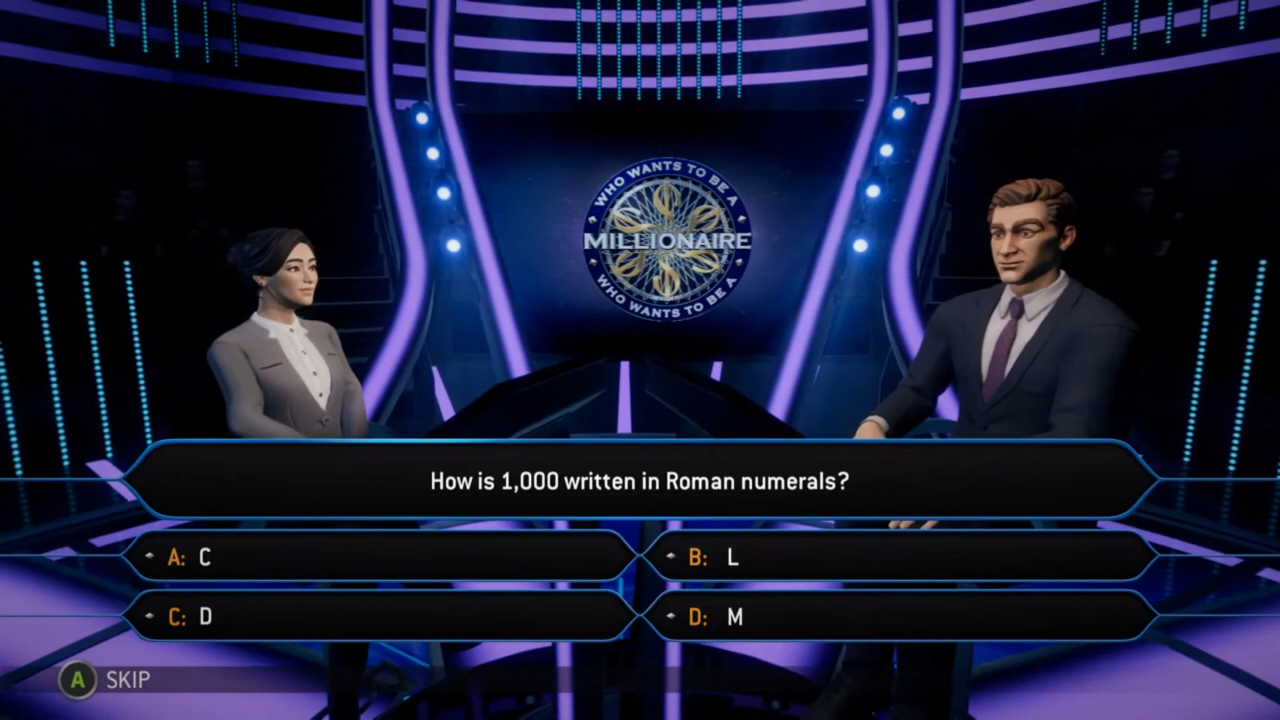 WHO WANTS TO BE A
MILLIONAIRE
WHO WANTS TO BE A
How is 1,000 written in Roman numerals?
A: C
B: L
C: D
D: M
A SKIP